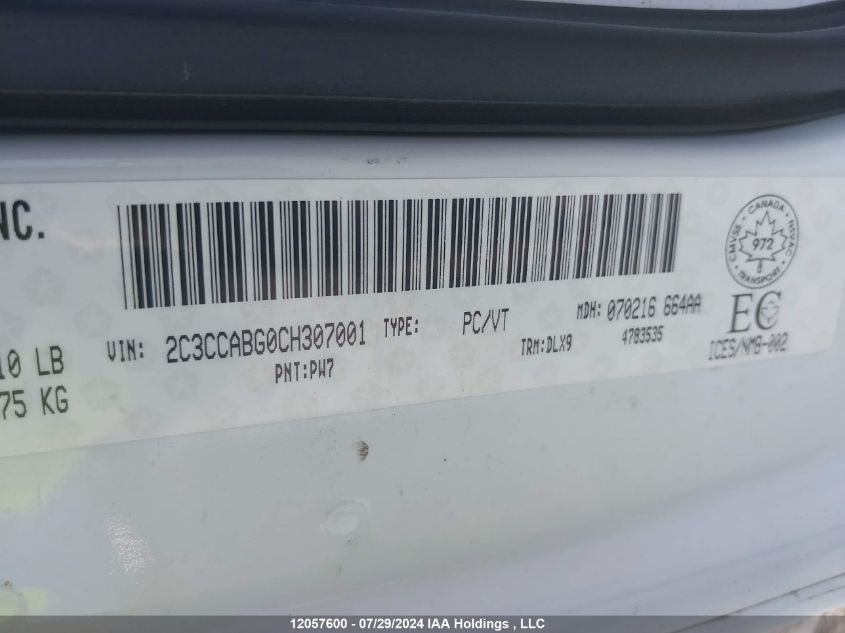 NC.
10 LB
75 KG
VIN: 2C3CCABG0CH307001 TYPE: PC/VT MDH: 070216 664AA
PNT:PW7 TRM:DLX9 4783535
CANADA
CMVSS NSVAC
972
TRANSPORT
EC
ICES/NMB-002
12057600 - 07/29/2024 IAA Holdings , LLC